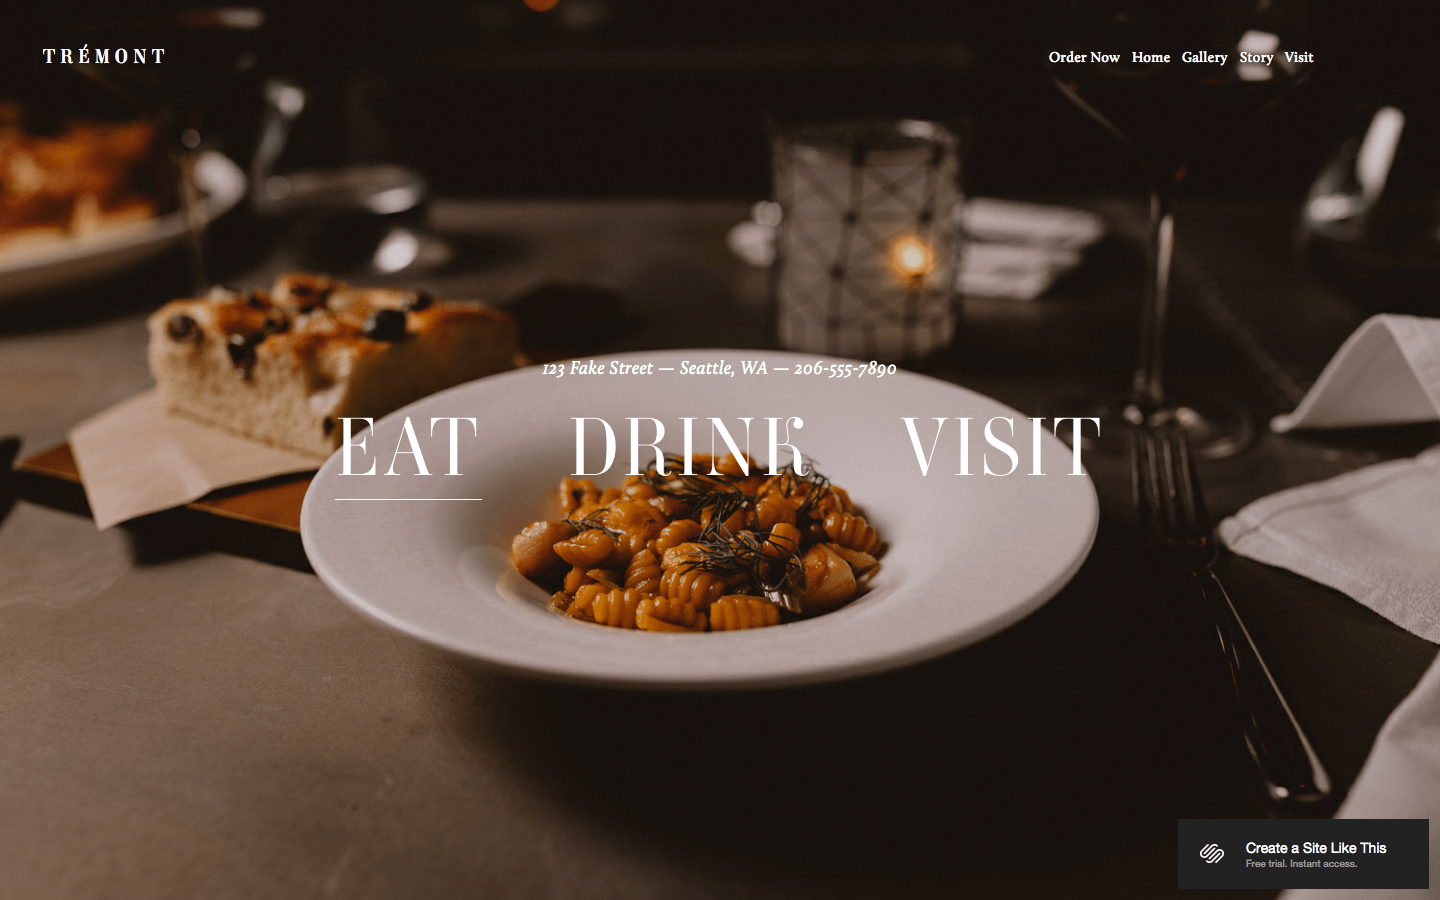 TRÉMONT
Order Now Home Gallery Story Visit
123 Fake Street — Seattle, WA — 206-555-7890
EAT DRINK VISIT
Create a Site Like This
Free trial. Instant access.